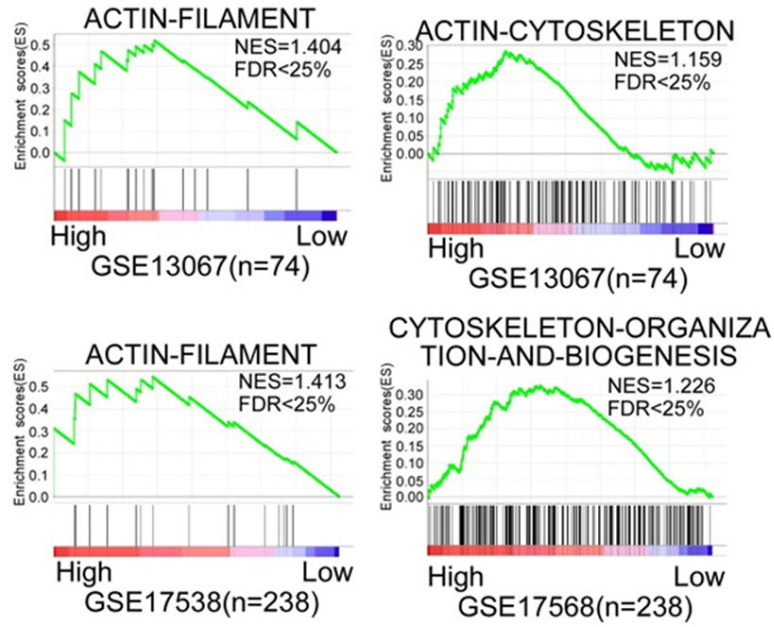 ACTIN-FILAMENT
Enrichment scores(ES)
0.5
0.4
0.3
0.2
0.1
0.0
NES=1.404
FDR<25%
High Low
GSE13067(n=74)
ACTIN-CYTOSKELETON
Enrichment scores(ES)
0.30
0.25
0.20
0.15
0.10
0.05
0.00
NES=1.159
FDR<25%
High Low
GSE13067(n=74)
ACTIN-FILAMENT
Enrichment scores(ES)
0.5
0.4
0.3
0.2
0.1
0.0
NES=1.413
FDR<25%
High Low
GSE17538(n=238)
CYTOSKELETON-ORGANIZA
TION-AND-BIOGENESIS
Enrichment scores(ES)
0.30
0.25
0.20
0.15
0.10
0.05
0.00
NES=1.226
FDR<25%
High Low
GSE17568(n=238)